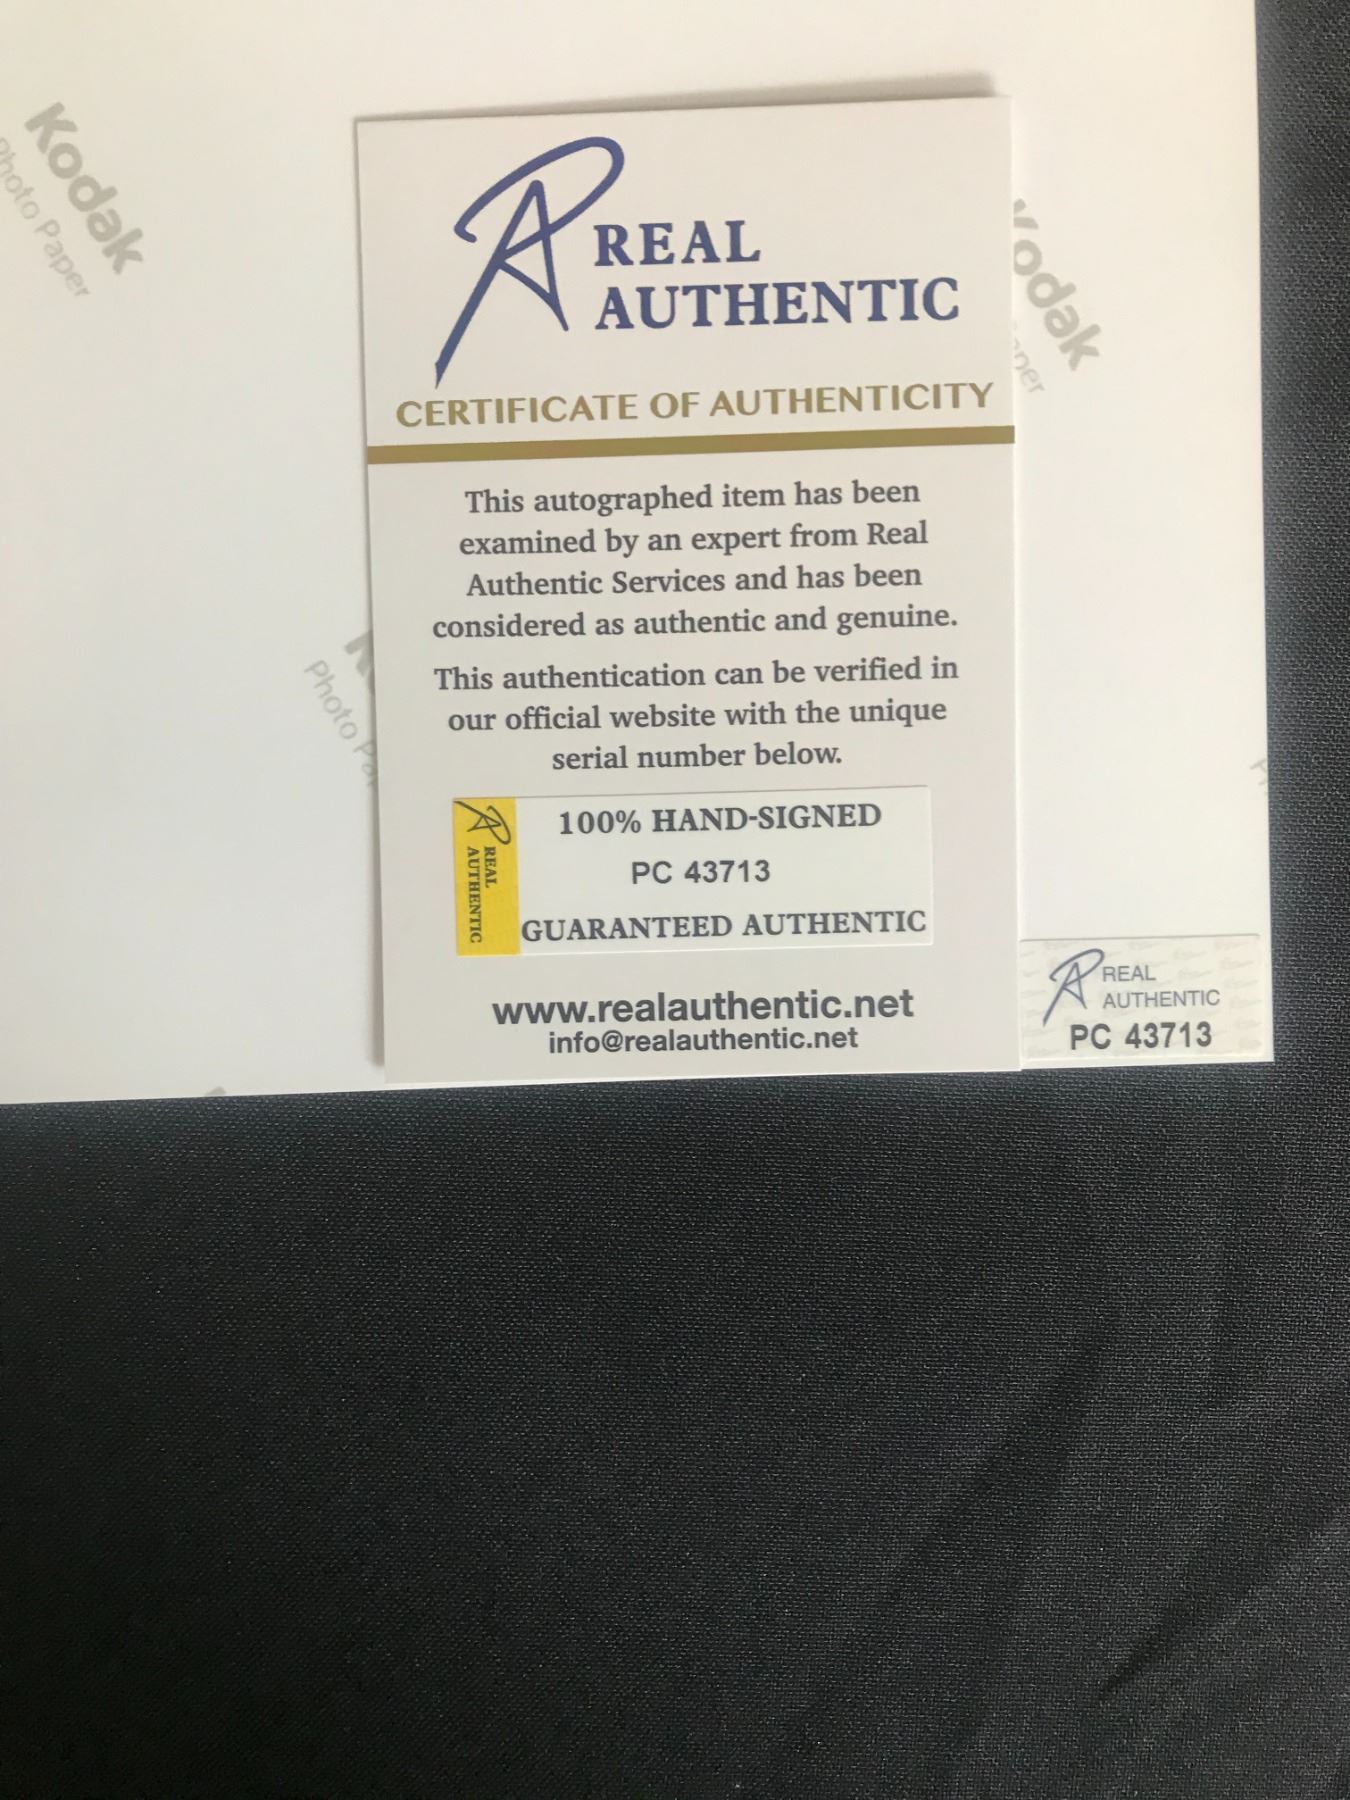 Kodak
Photo Paper
REAL
AUTHENTIC
CERTIFICATE OF AUTHENTICITY
This autographed item has been
examined by an expert from Real
Authentic Services and has been
considered as authentic and genuine.
This authentication can be verified in
our official website with the unique
serial number below.
REAL
AUTHENTIC
100% HAND-SIGNED
PC 43713
GUARANTEED AUTHENTIC
www.realauthentic.net
info@realauthentic.net
Kodak
Photo
REAL
AUTHENTIC
PC 43713